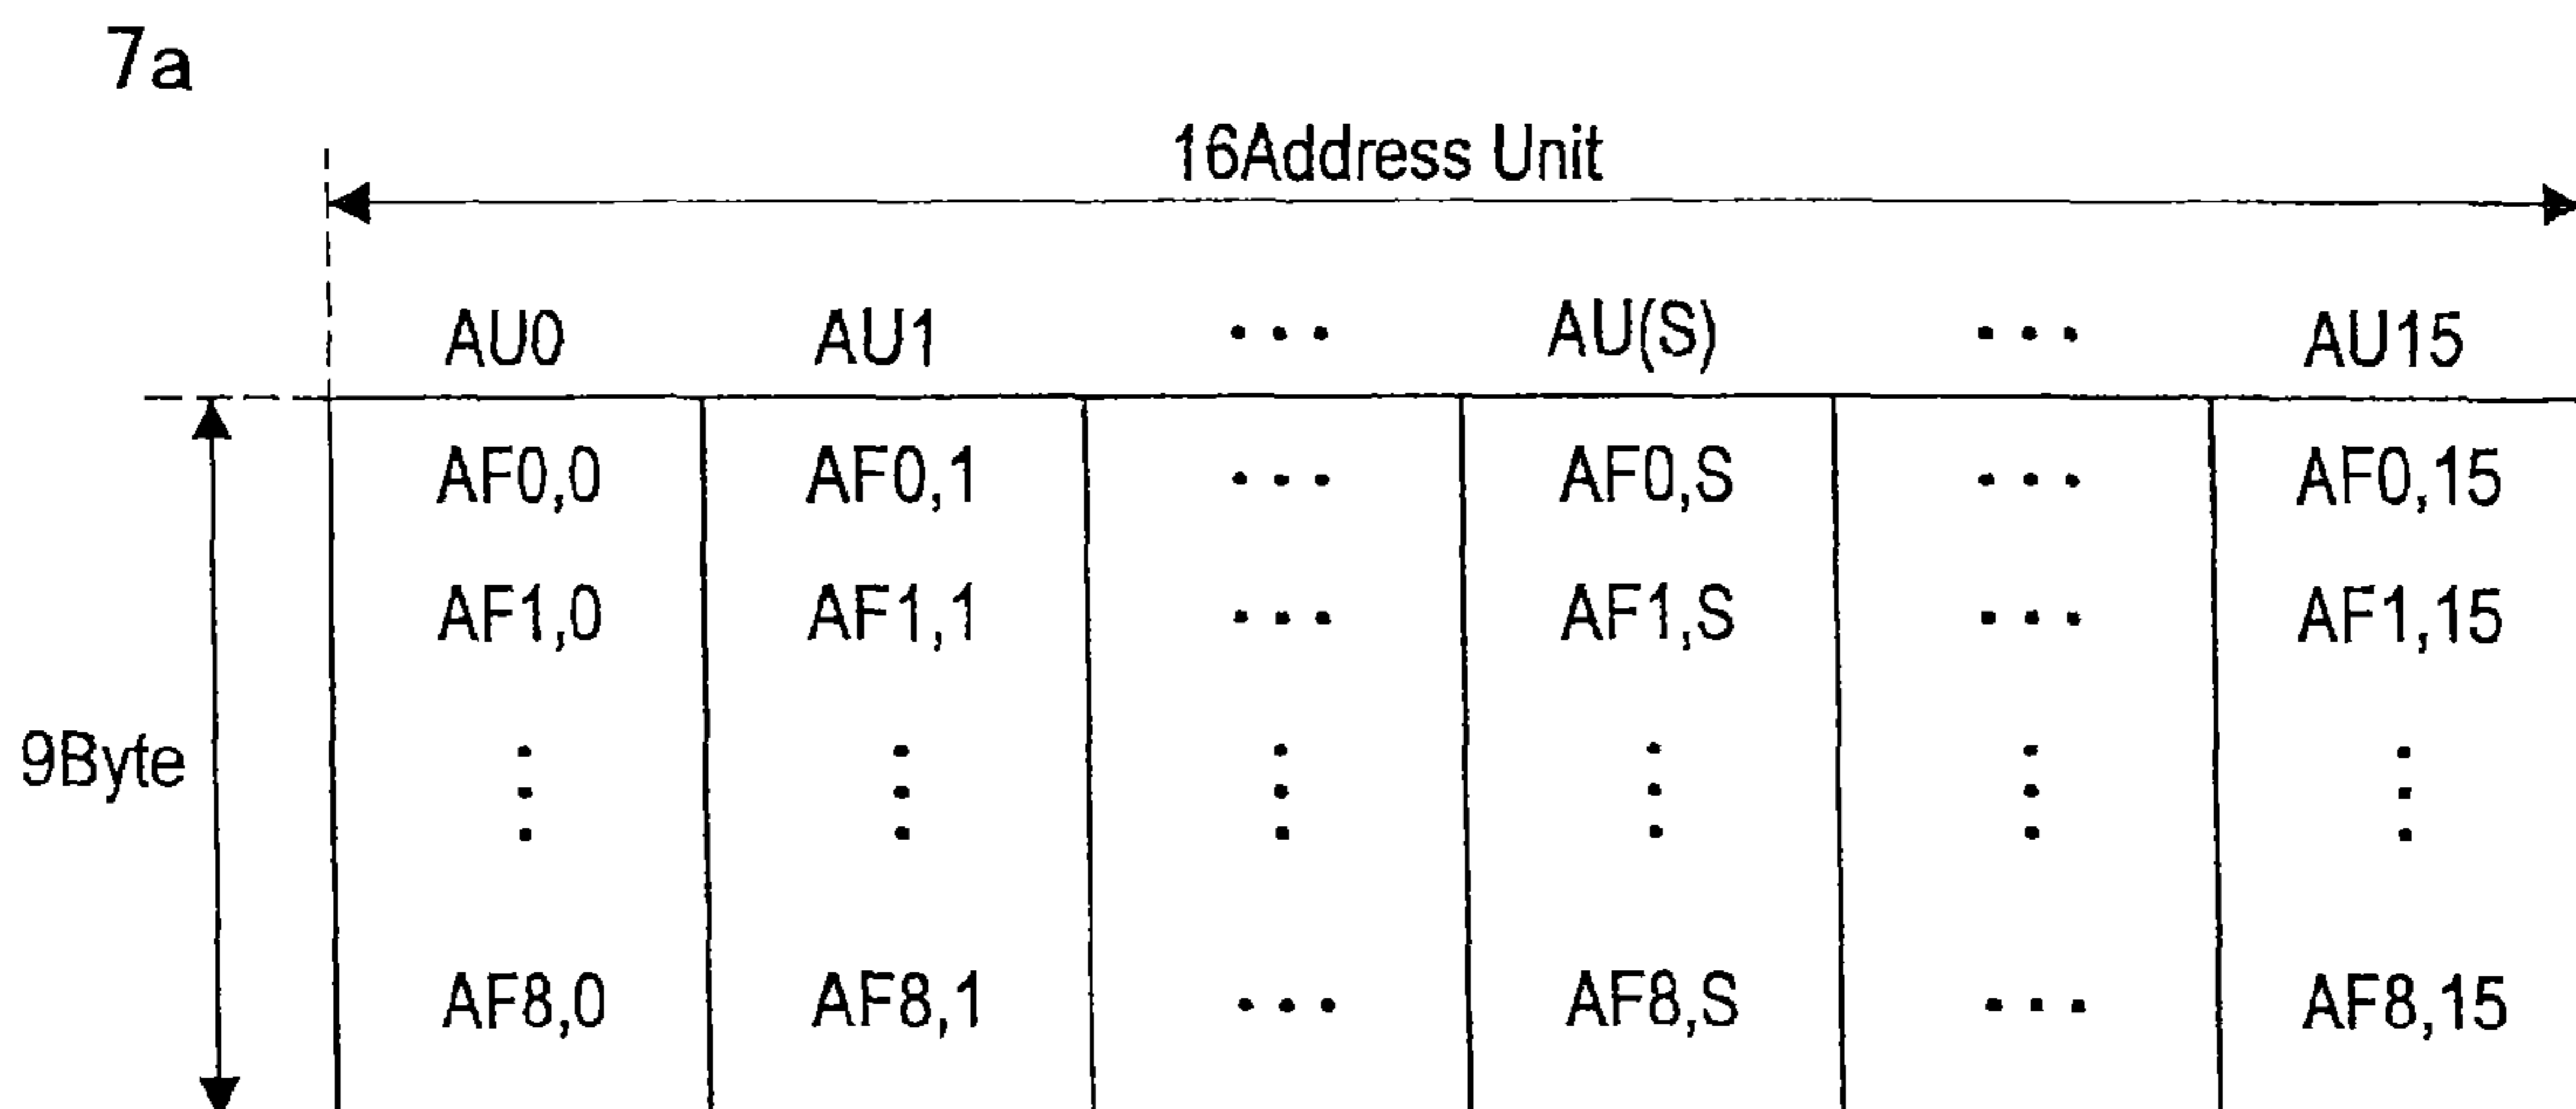 7a
16Address Unit
AU0 AU1 ... AU(S) ... AU15
AF0,0 AF0,1 ... AF0,S ... AF0,15
AF1,0 AF1,1 ... AF1,S ... AF1,15
9Byte
AF8,0 AF8,1 ... AF8,S ... AF8,15